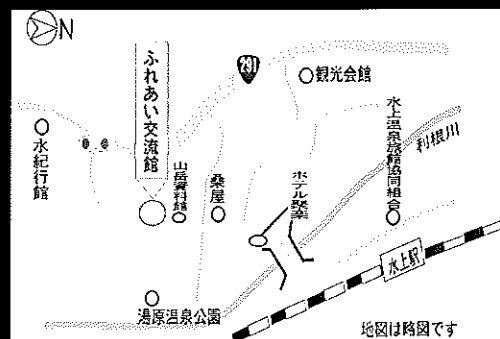 N
ふれあい交流館
291
観光会館
水紀行館
山岳資料館
桑屋
ホテル聚楽
水上温泉旅館協同組合
利根川
水上駅
湯原温泉公園
地図は略図です